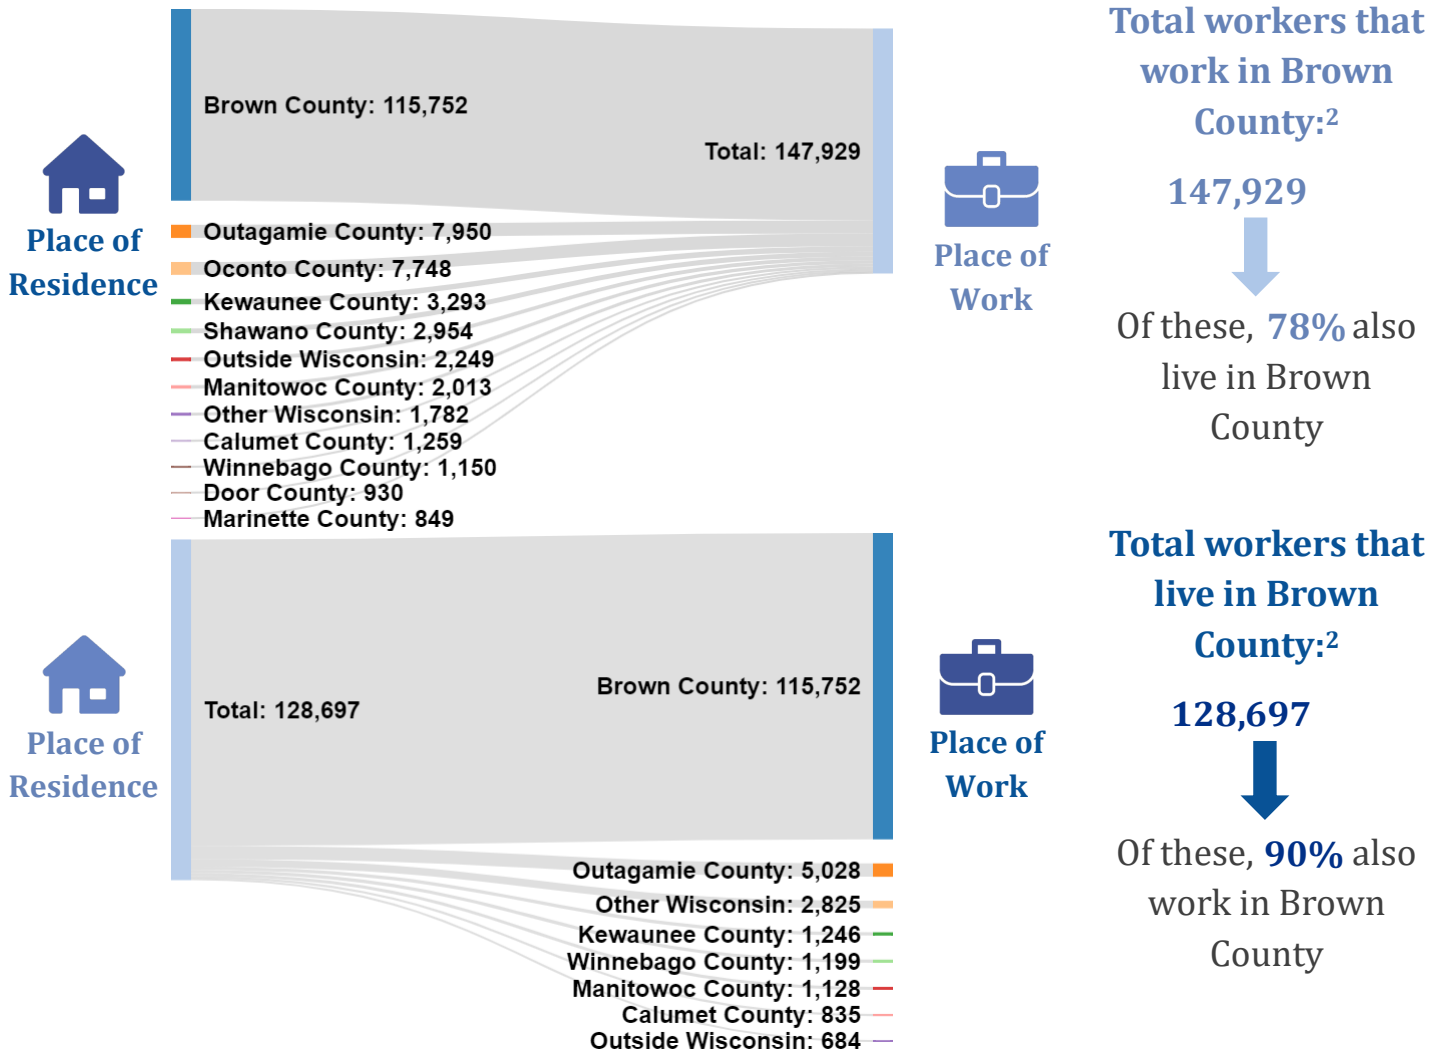 Brown County: 115,752
Total: 147,929
Outagamie County: 7,950
Oconto County: 7,748
Kewaunee County: 3,293
Shawano County: 2,954
Outside Wisconsin: 2,249
Manitowoc County: 2,013
Other Wisconsin: 1,782
Calumet County: 1,259
Winnebago County: 1,150
Door County: 930
Marinette County: 849
Place of
Residence
Place of
Work
Total workers that
work in Brown
County:²
147,929
Of these, 78% also
live in Brown
County
Total: 128,697
Brown County: 115,752
Outagamie County: 5,028
Other Wisconsin: 2,825
Kewaunee County: 1,246
Winnebago County: 1,199
Manitowoc County: 1,128
Calumet County: 835
Outside Wisconsin: 684
Place of
Residence
Place of
Work
Total workers that
live in Brown
County:²
128,697
Of these, 90% also
work in Brown
County